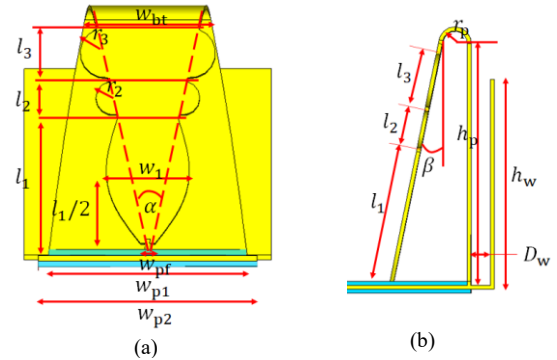 w_bt
r_3
l_3
r_2
l_2
w_1
l_1
l_1/2
α
w_pf
w_p1
w_p2
(a)
r_p
l_3
l_2
h_p
β
h_w
l_1
D_w
(b)